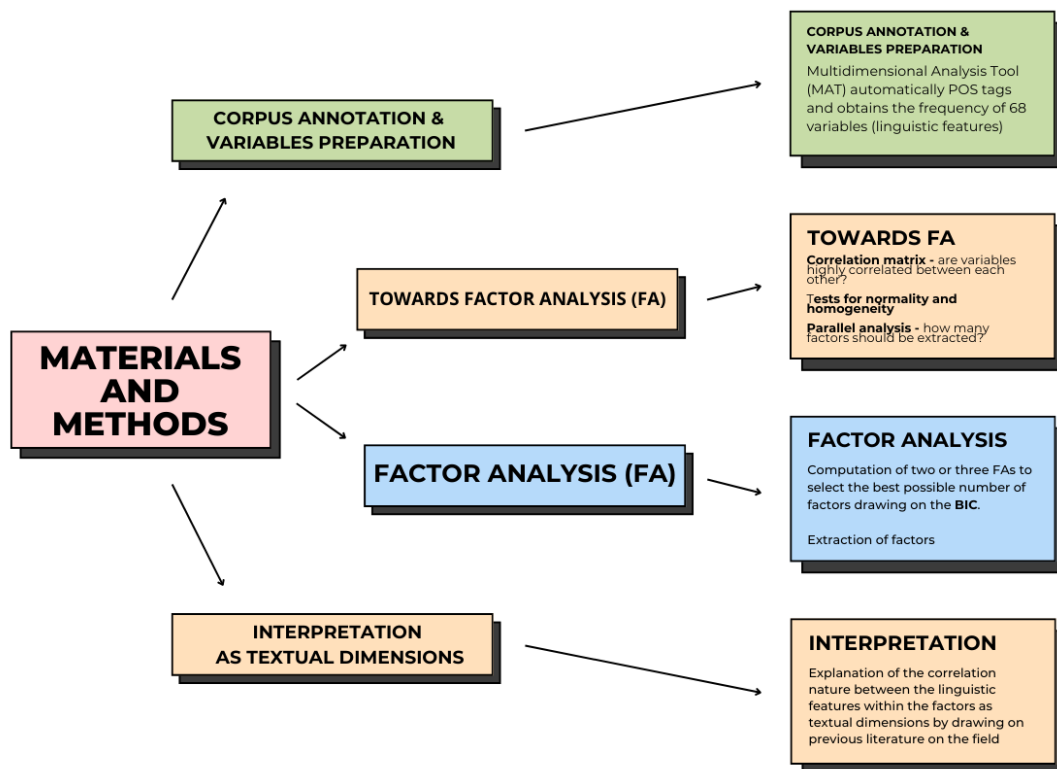 MATERIALS
AND
METHODS
CORPUS ANNOTATION &
VARIABLES PREPARATION
CORPUS ANNOTATION &
VARIABLES PREPARATION
Multidimensional Analysis Tool
(MAT) automatically POS tags
and obtains the frequency of 68
variables (linguistic features)
TOWARDS FACTOR ANALYSIS (FA)
TOWARDS FA
Correlation matrix - are variables
highly correlated between each
other?
Tests for normality and
homogeneity
Parallel analysis - how many
factors should be extracted?
FACTOR ANALYSIS (FA)
FACTOR ANALYSIS
Computation of two or three FAs to
select the best possible number of
factors drawing on the BIC.
Extraction of factors
INTERPRETATION
AS TEXTUAL DIMENSIONS
INTERPRETATION
Explanation of the correlation
nature between the linguistic
features within the factors as
textual dimensions by drawing on
previous literature on the field